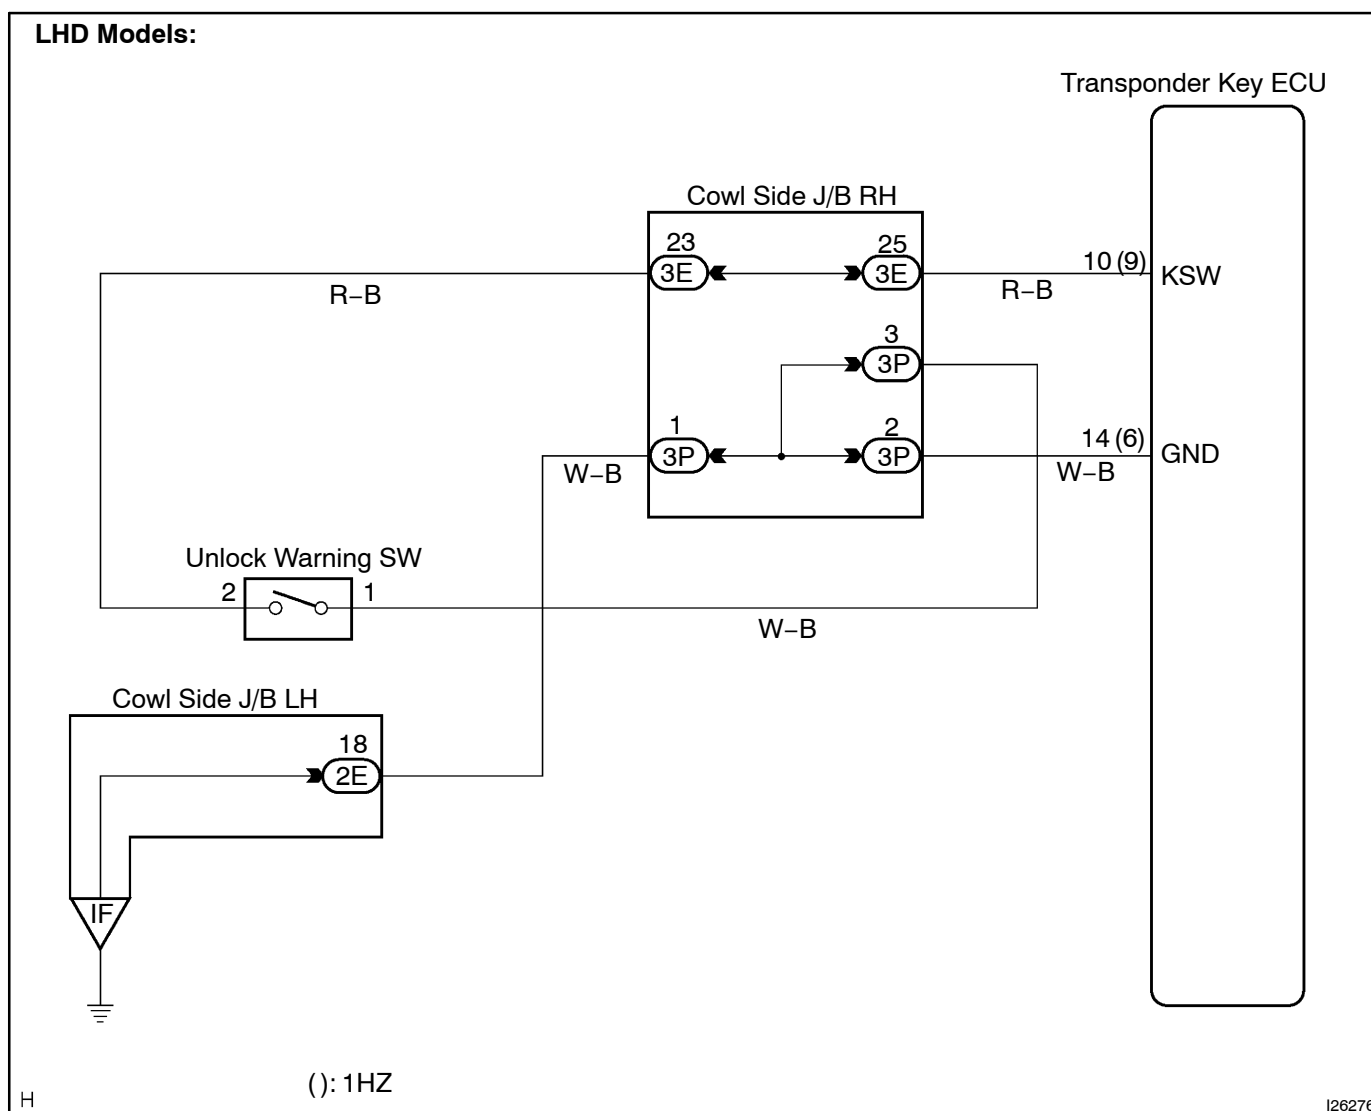 LHD Models:
Transponder Key ECU
Cowl Side J/B RH
23
25
3E
3E
10 (9)
KSW
R–B
R–B
3
3P
1
2
14 (6)
3P
3P
GND
W–B
W–B
Unlock Warning SW
2
1
W–B
Cowl Side J/B LH
18
2E
IF
( ): 1HZ
H
I26276